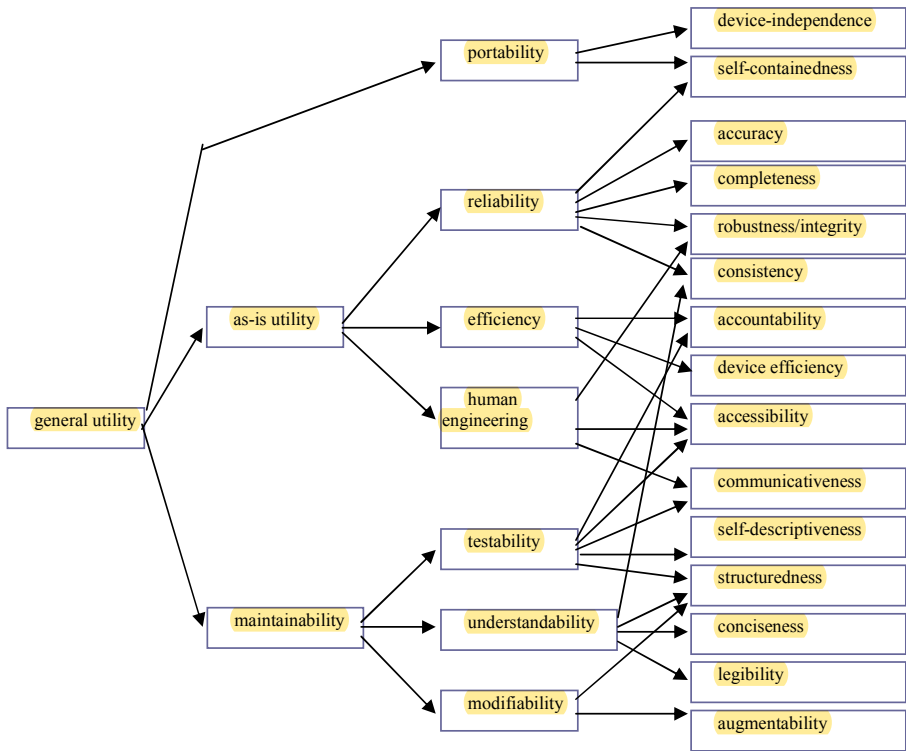 device-independence
portability
self-containedness
accuracy
completeness
reliability
robustness/integrity
consistency
as-is utility
efficiency
accountability
device efficiency
human
engineering
general utility
accessibility
communicativeness
testability
self-descriptiveness
structuredness
maintainability
understandability
conciseness
legibility
modifiability
augmentability